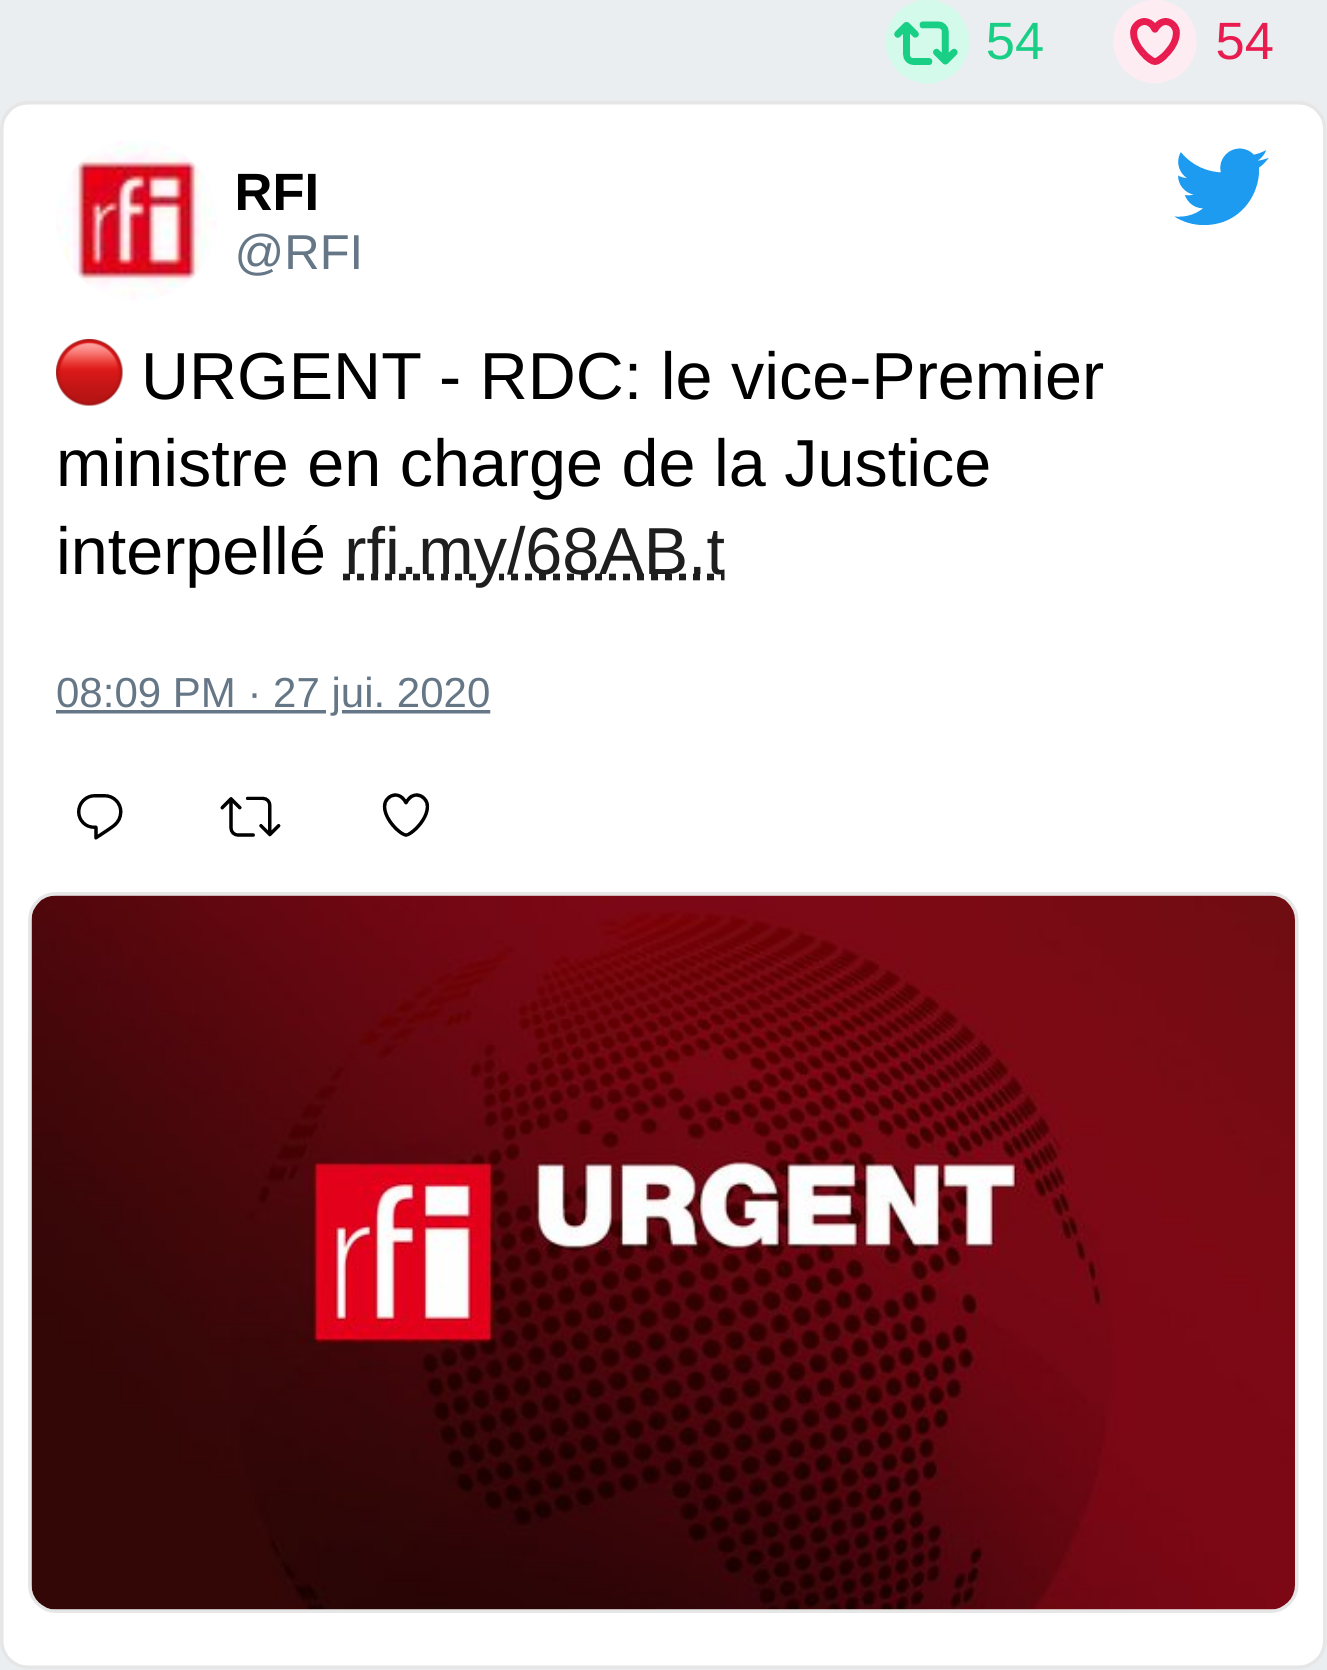 54 54
rfi
RFI
@RFI
🔴 URGENT - RDC: le vice-Premier
ministre en charge de la Justice
interpellé rfi.my/68AB.t
08:09 PM · 27 jui. 2020
rfi URGENT